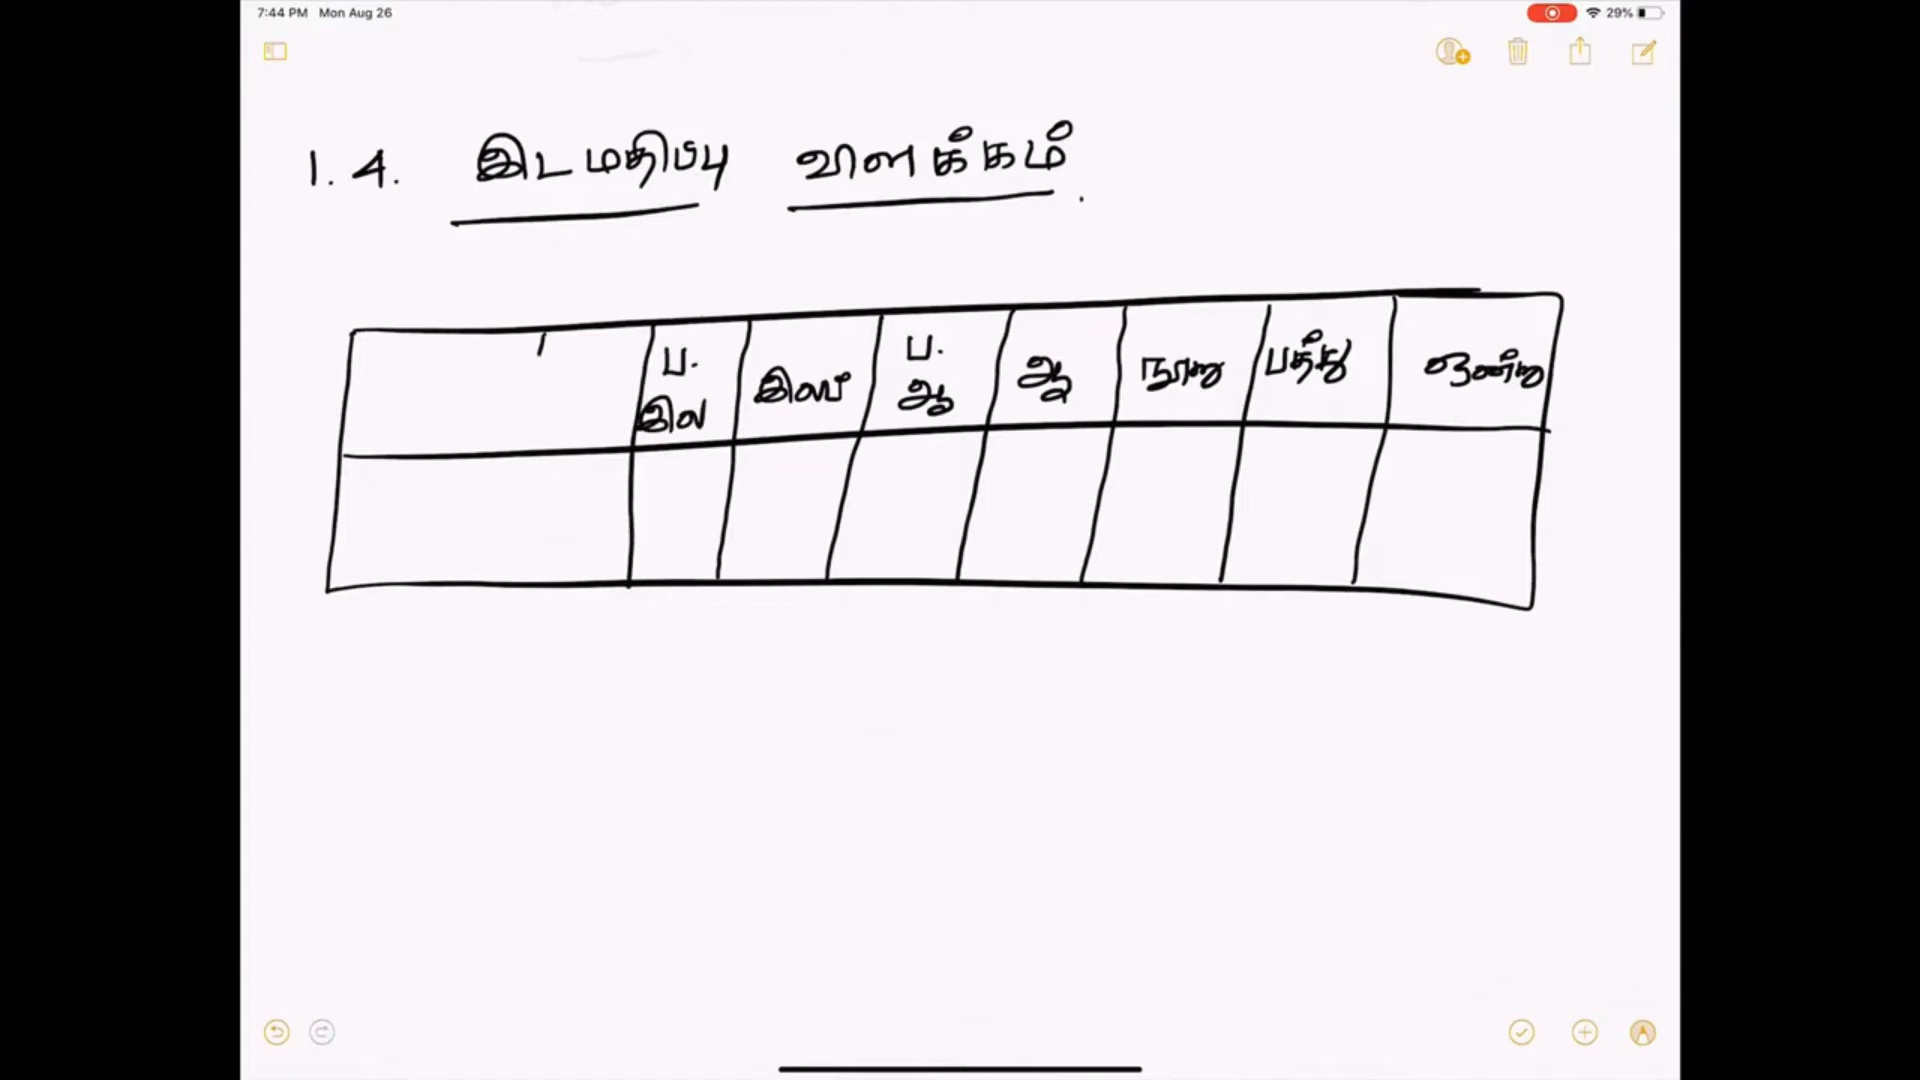 7:44 PM Mon Aug 26
29%
1.4. இடமதிப்பு விளக்கம்.
ப. இல
இலட்
ப. ஆ
ஆ
நூறு
பத்து
ஒன்று